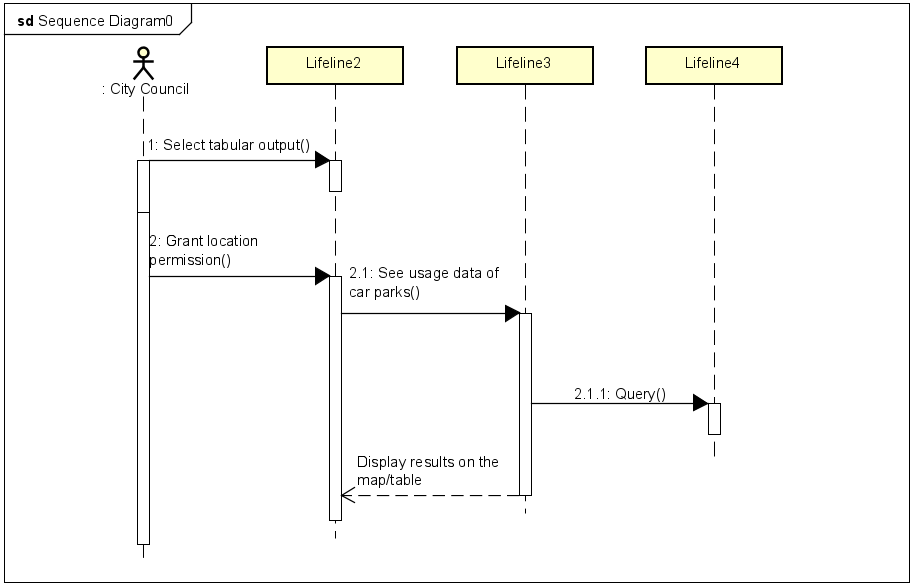 sd Sequence Diagram0
: City Council
Lifeline2
Lifeline3
Lifeline4
1: Select tabular output()
2: Grant location
permission()
2.1: See usage data of
car parks()
2.1.1: Query()
Display results on the
map/table